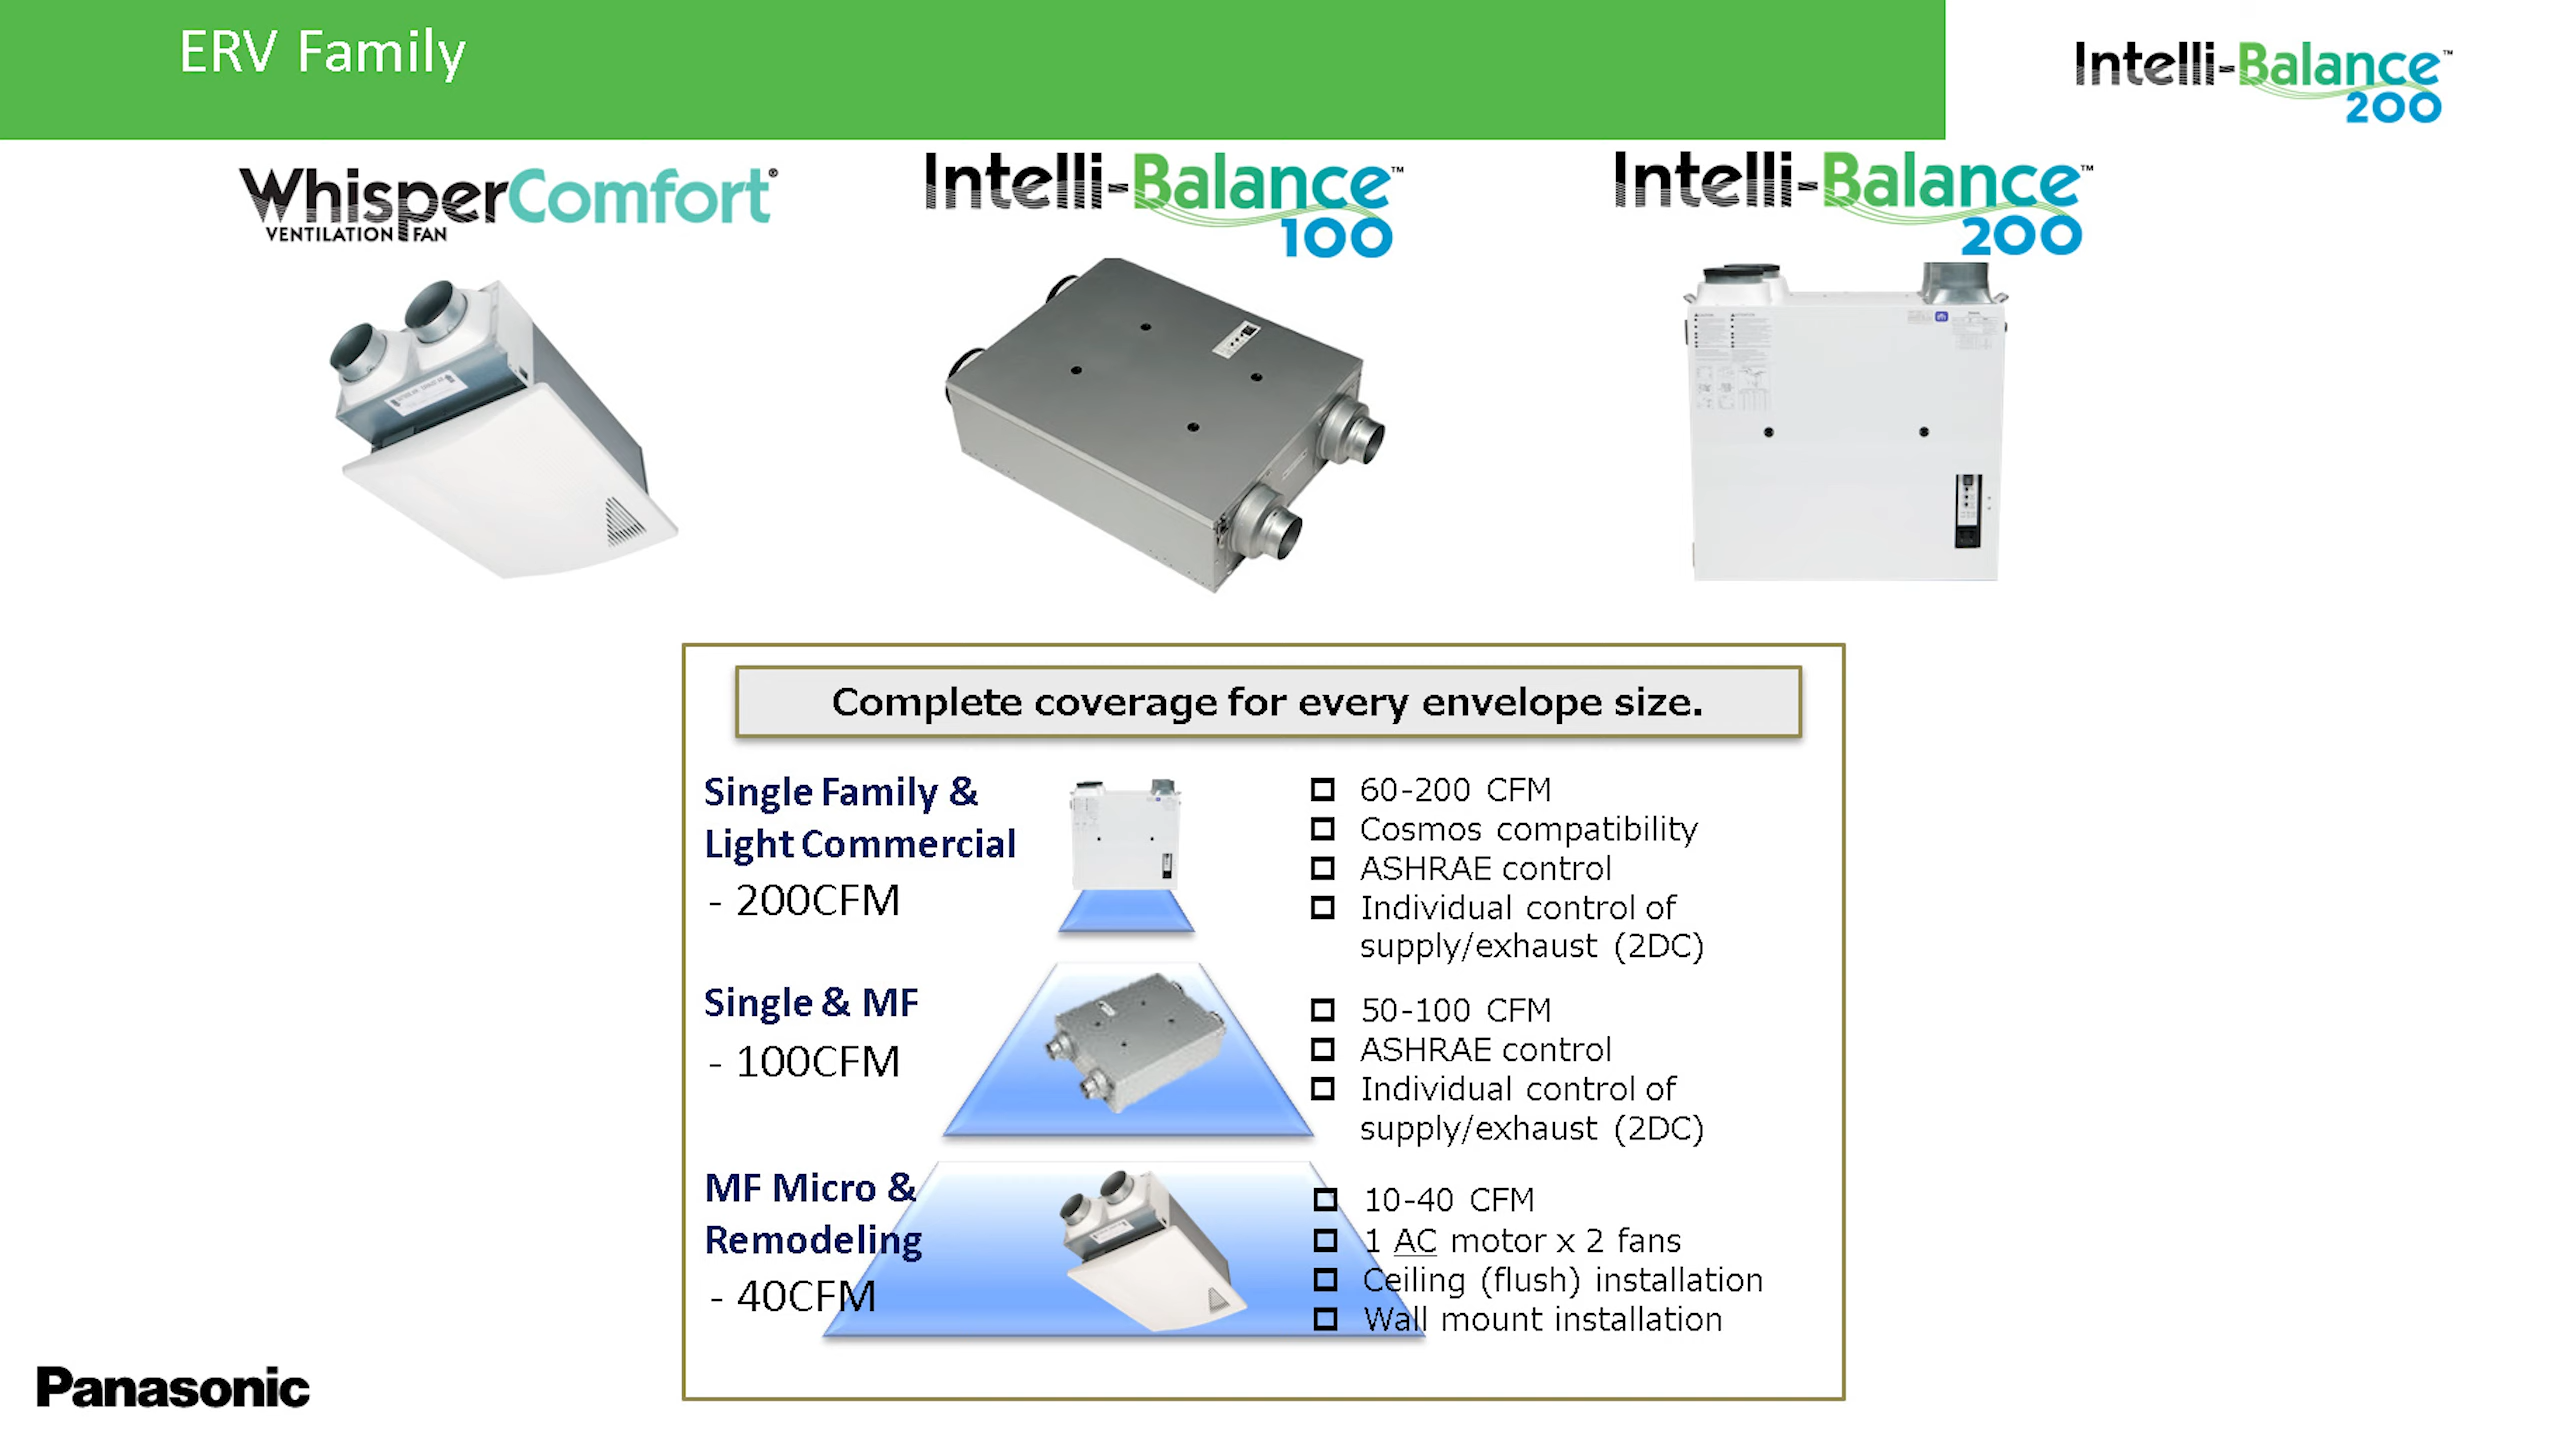 ERV Family
Intelli-Balance™
200
WhisperComfort®
VENTILATION FAN
Intelli-Balance™
100
Intelli-Balance™
200
Complete coverage for every envelope size.
Single Family &
Light Commercial
- 200CFM
60-200 CFM
Cosmos compatibility
ASHRAE control
Individual control of
supply/exhaust (2DC)
Single & MF
- 100CFM
50-100 CFM
ASHRAE control
Individual control of
supply/exhaust (2DC)
MF Micro &
Remodeling
- 40CFM
10-40 CFM
1 AC motor x 2 fans
Ceiling (flush) installation
Wall mount installation
Panasonic